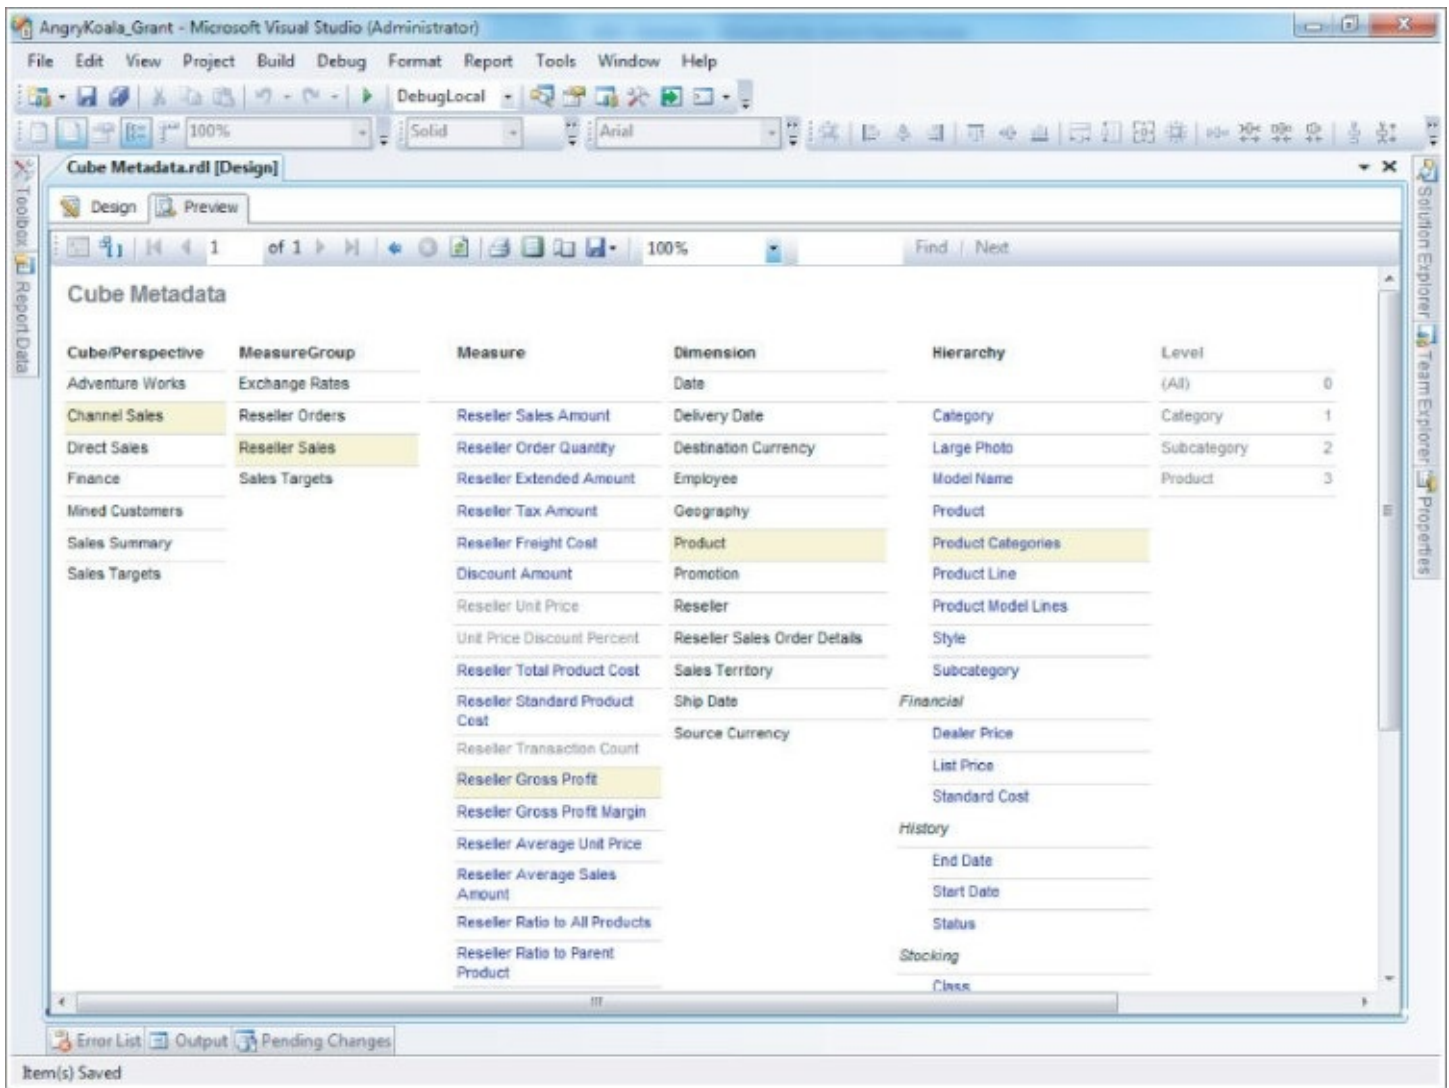 AngryKoala_Grant - Microsoft Visual Studio (Administrator)
File Edit View Project Build Debug Format Report Tools Window Help
DebugLocal
100% Solid Arial
Cube Metadata.rdl [Design]
Design Preview
1 of 1 100% Find | Next
Cube Metadata
Cube/Perspective MeasureGroup Measure Dimension Hierarchy Level
Adventure Works Exchange Rates Date (All) 0
Channel Sales Reseller Orders Reseller Sales Amount Delivery Date Category Category 1
Direct Sales Reseller Sales Reseller Order Quantity Destination Currency Large Photo Subcategory 2
Finance Sales Targets Reseller Extended Amount Employee Model Name Product 3
Mined Customers Reseller Tax Amount Geography Product
Sales Summary Reseller Freight Cost Product Product Categories
Sales Targets Discount Amount Promotion Product Line
Reseller Unit Price Reseller Product Model Lines
Unit Price Discount Percent Reseller Sales Order Details Style
Reseller Total Product Cost Sales Territory Subcategory
Reseller Standard Product Ship Date Financial
Cost
Source Currency Dealer Price
Reseller Transaction Count
List Price
Reseller Gross Profit
Standard Cost
Reseller Gross Profit Margin
History
Reseller Average Unit Price
End Date
Reseller Average Sales
Amount
Start Date
Reseller Ratio to All Products Status
Reseller Ratio to Parent Stocking
Product
Class
Toolbox
Report Data
Solution Explorer
Team Explorer
Properties
Error List Output Pending Changes
Item(s) Saved